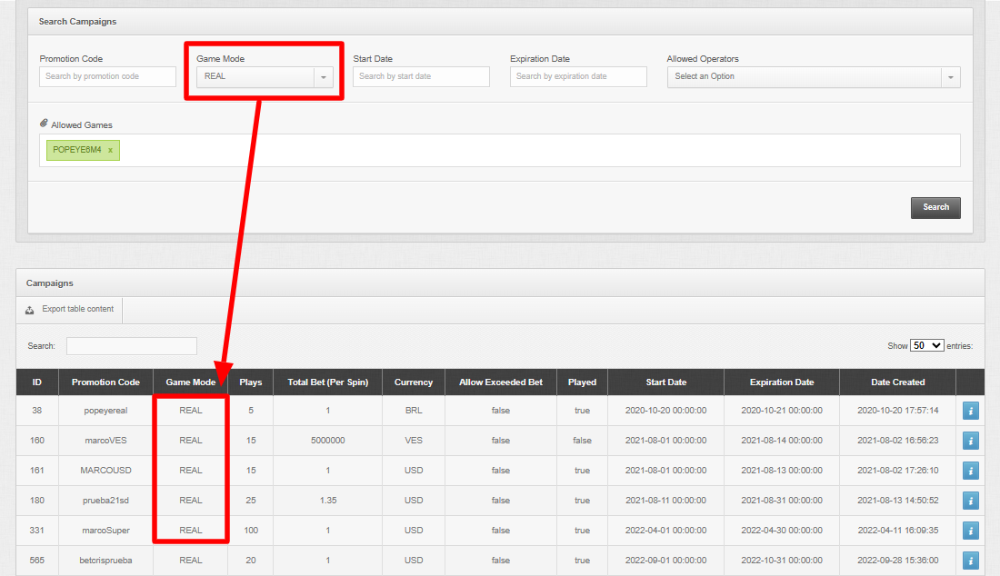 Search Campaigns
Promotion Code Game Mode Start Date Expiration Date Allowed Operators
Search by promotion code REAL Search by start date Search by expiration date Select an Option
Allowed Games
POPEYE6M4 x
Search
Campaigns
Export table content
Search: Show 50 entries:
ID Promotion Code Game Mode Plays Total Bet (Per Spin) Currency Allow Exceeded Bet Played Start Date Expiration Date Date Created
38 popeyereal REAL 5 1 BRL false true 2020-10-20 00:00:00 2020-10-21 00:00:00 2020-10-20 17:57:14 i
160 marcoVES REAL 15 5000000 VES false false 2021-08-01 00:00:00 2021-08-14 00:00:00 2021-08-02 16:56:23 i
161 MARCOUSD REAL 15 1 USD false true 2021-08-01 00:00:00 2021-08-13 00:00:00 2021-08-02 17:26:10 i
180 prueba21sd REAL 25 1.35 USD false true 2021-08-11 00:00:00 2021-08-31 00:00:00 2021-08-13 14:50:52 i
331 marcoSuper REAL 100 1 USD false true 2022-04-01 00:00:00 2022-04-30 00:00:00 2022-04-11 16:09:35 i
565 betcrisprueba REAL 20 1 USD false true 2022-09-01 00:00:00 2022-10-31 00:00:00 2022-09-28 15:36:00 i